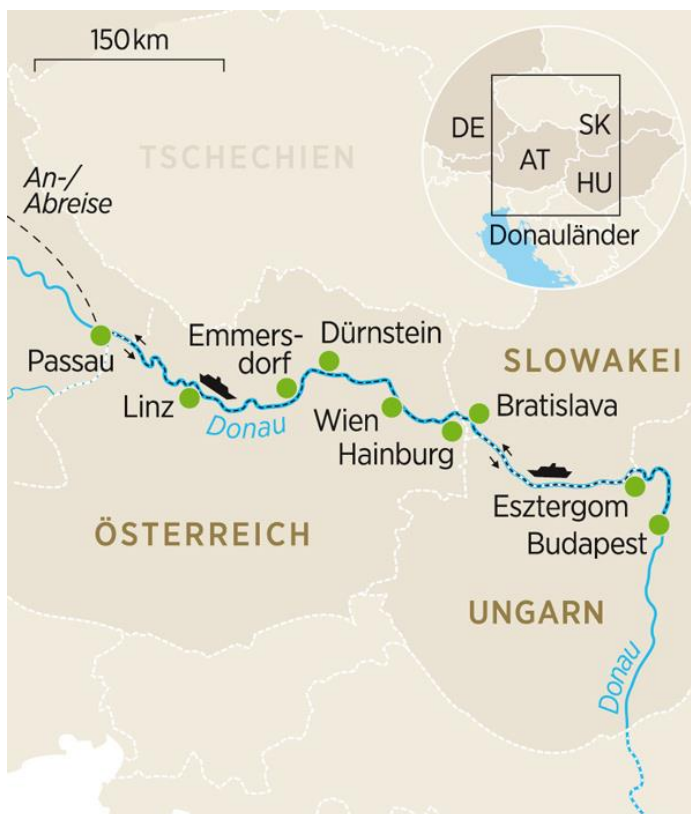 150 km
TSCHECHIEN
DE
SK
AT
HU
Donauländer
An-/
Abreise
Passau
Linz
Emmers-
dorf
Dürnstein
Donau
Wien
Hainburg
SLOWAKEI
Bratislava
Esztergom
Budapest
ÖSTERREICH
UNGARN
Donau